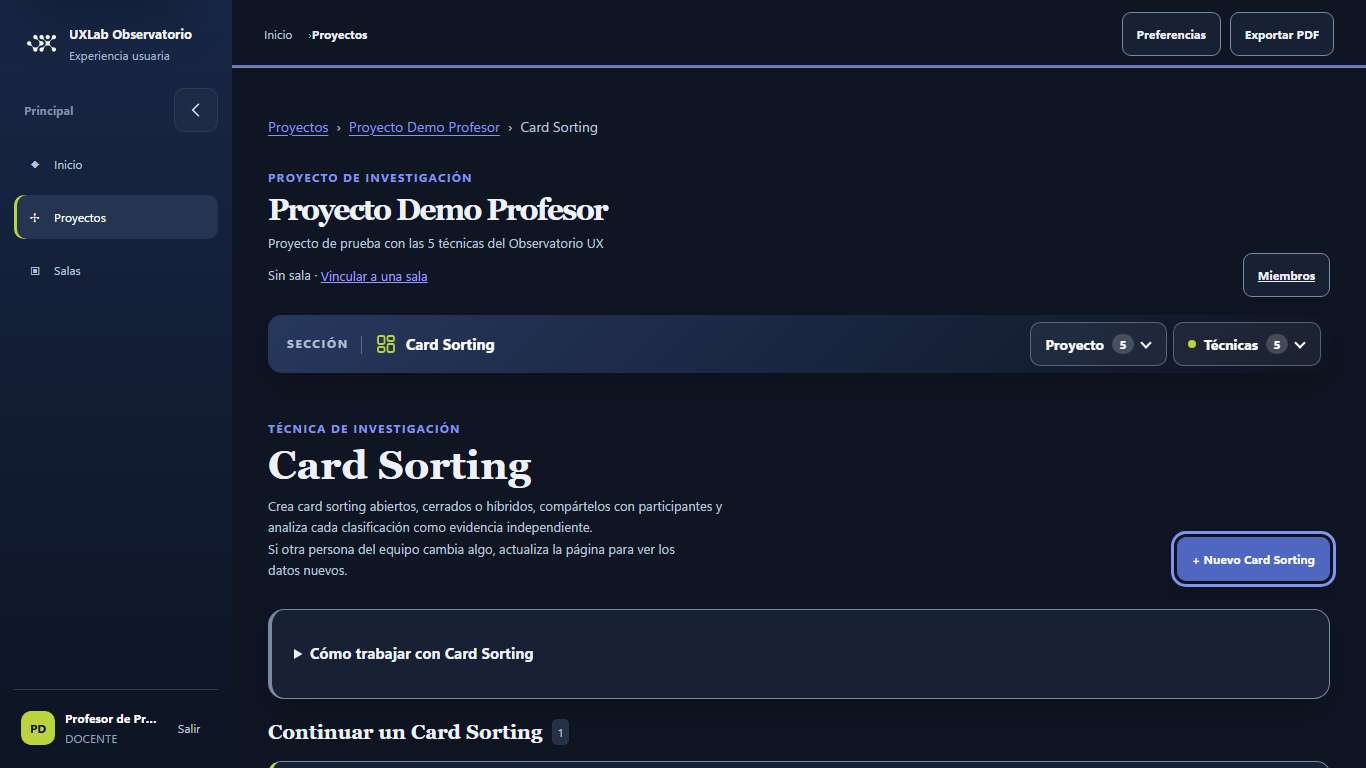 UXLab Observatorio
Experiencia usuaria
Principal
Inicio
Proyectos
Salas
PD
Profesor de Pr...
DOCENTE
Salir
Inicio ›Proyectos
Preferencias
Exportar PDF
Proyectos › Proyecto Demo Profesor › Card Sorting
PROYECTO DE INVESTIGACIÓN
Proyecto Demo Profesor
Proyecto de prueba con las 5 técnicas del Observatorio UX
Sin sala · Vincular a una sala
Miembros
SECCIÓN
Card Sorting
Proyecto 5
Técnicas 5
TÉCNICA DE INVESTIGACIÓN
Card Sorting
Crea card sorting abiertos, cerrados o híbridos, compártelos con participantes y
analiza cada clasificación como evidencia independiente.
Si otra persona del equipo cambia algo, actualiza la página para ver los
datos nuevos.
+ Nuevo Card Sorting
Cómo trabajar con Card Sorting
Continuar un Card Sorting 1